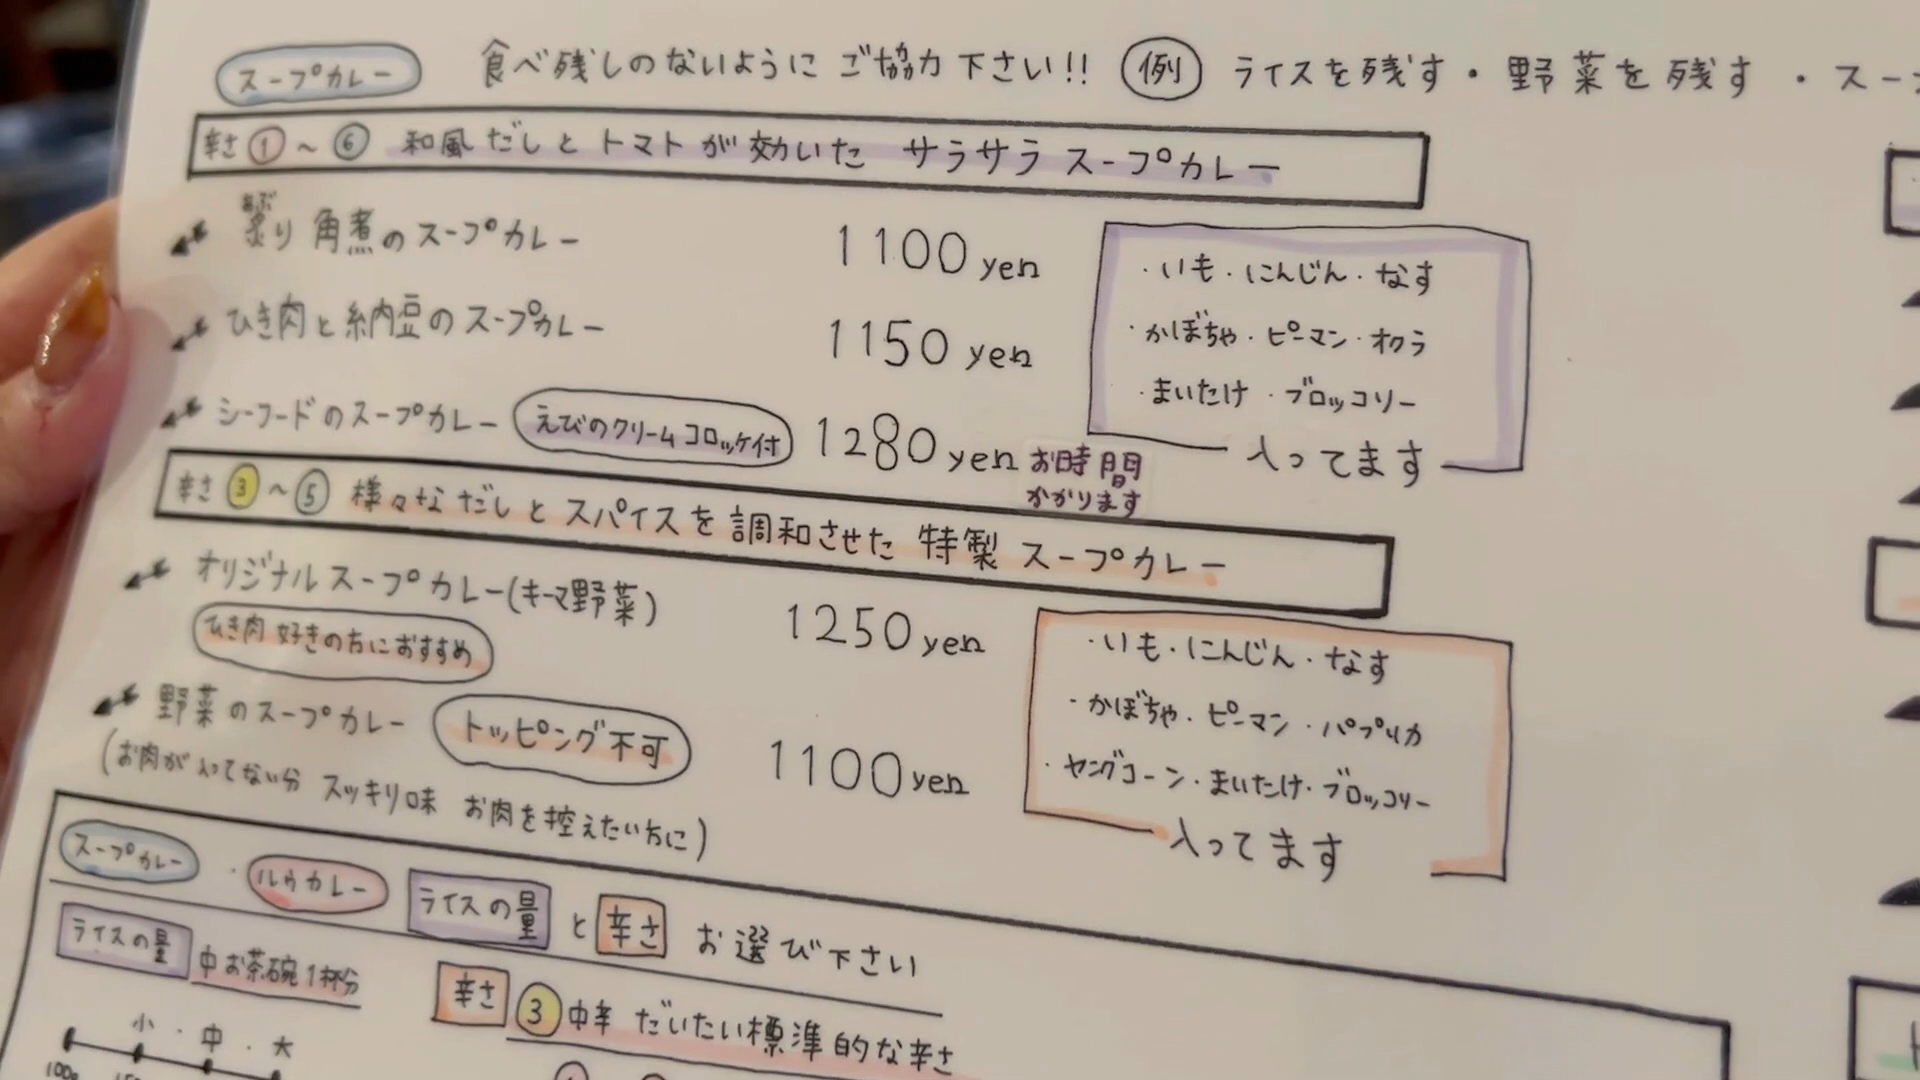 スープカレー 食べ残しのないように ご協力 下さい!! 例 ライスを残す・野菜を残す・スー
辛さ ① ～ ⑥ 和風だしとトマトが効いた サラサラ スープカレー
あぶ
炙り 角煮のスープカレー 1100 yen
ひき肉と納豆のスープカレー 1150 yen
シーフードのスープカレー えびのクリームコロッケ付 1280 yen お時間
かかります
・いも・にんじん・なす
・かぼちゃ・ピーマン・オクラ
・まいたけ・ブロッコリー
入ってます
辛さ ③ ～ ⑤ 様々なだしとスパイスを調和させた 特製 スープカレー
オリジナルスープカレー(キーマ野菜) 1250 yen
ひき肉 好きの方におすすめ
野菜のスープカレー トッピング不可 1100 yen
(お肉が入ってない分 スッキリ味 お肉を控えたい方に)
・いも・にんじん・なす
・かぼちゃ・ピーマン・パプリカ
・ヤングコーン・まいたけ・ブロッコリー
入ってます
スープカレー ・ ルウカレー ライスの量 と 辛さ お選び下さい
ライスの量 中お茶碗1杯分
小・中・大
100g
辛さ ③ 中辛 だいたい標準的な辛さ